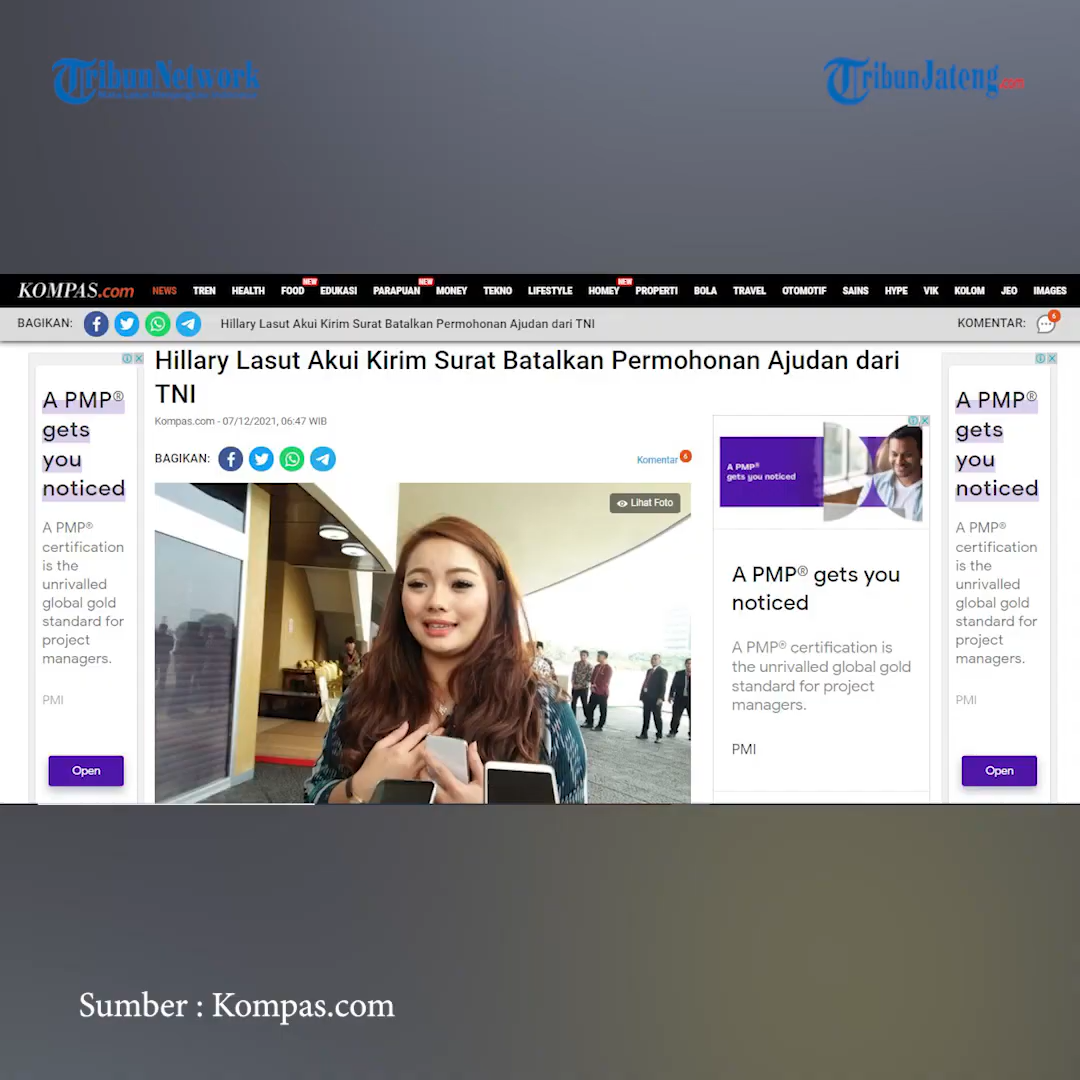 TribunNetwork
TribunJateng.com
KOMPAS.com NEWS TREN HEALTH FOOD NEW EDUKASI PARAPUAN NEW MONEY TEKNO LIFESTYLE HOMEY NEW PROPERTI BOLA TRAVEL OTOMOTIF SAINS HYPE VIK KOLOM JEO IMAGES
BAGIKAN: Hillary Lasut Akui Kirim Surat Batalkan Permohonan Ajudan dari TNI KOMENTAR: 6
Hillary Lasut Akui Kirim Surat Batalkan Permohonan Ajudan dari
TNI
Kompas.com - 07/12/2021, 06:47 WIB
BAGIKAN:
Komentar 6
Lihat Foto
A PMP®
gets
you
noticed
A PMP®
certification
is the
unrivalled
global gold
standard for
project
managers.
PMI
Open
A PMP®
gets you noticed
A PMP® gets you
noticed
A PMP® certification is
the unrivalled global gold
standard for project
managers.
PMI
A PMP®
gets
you
noticed
A PMP®
certification
is the
unrivalled
global gold
standard for
project
managers.
PMI
Open
Sumber : Kompas.com